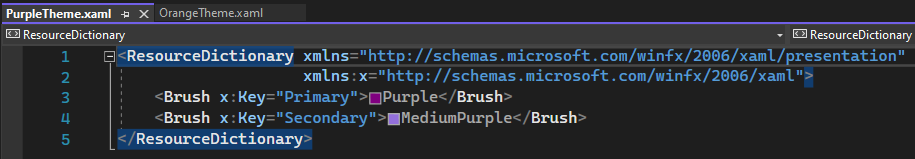 PurpleTheme.xaml OrangeTheme.xaml
ResourceDictionary ResourceDictionary
1 <ResourceDictionary xmlns="http://schemas.microsoft.com/winfx/2006/xaml/presentation"
2 xmlns:x="http://schemas.microsoft.com/winfx/2006/xaml">
3 <Brush x:Key="Primary">Purple</Brush>
4 <Brush x:Key="Secondary">MediumPurple</Brush>
5 </ResourceDictionary>